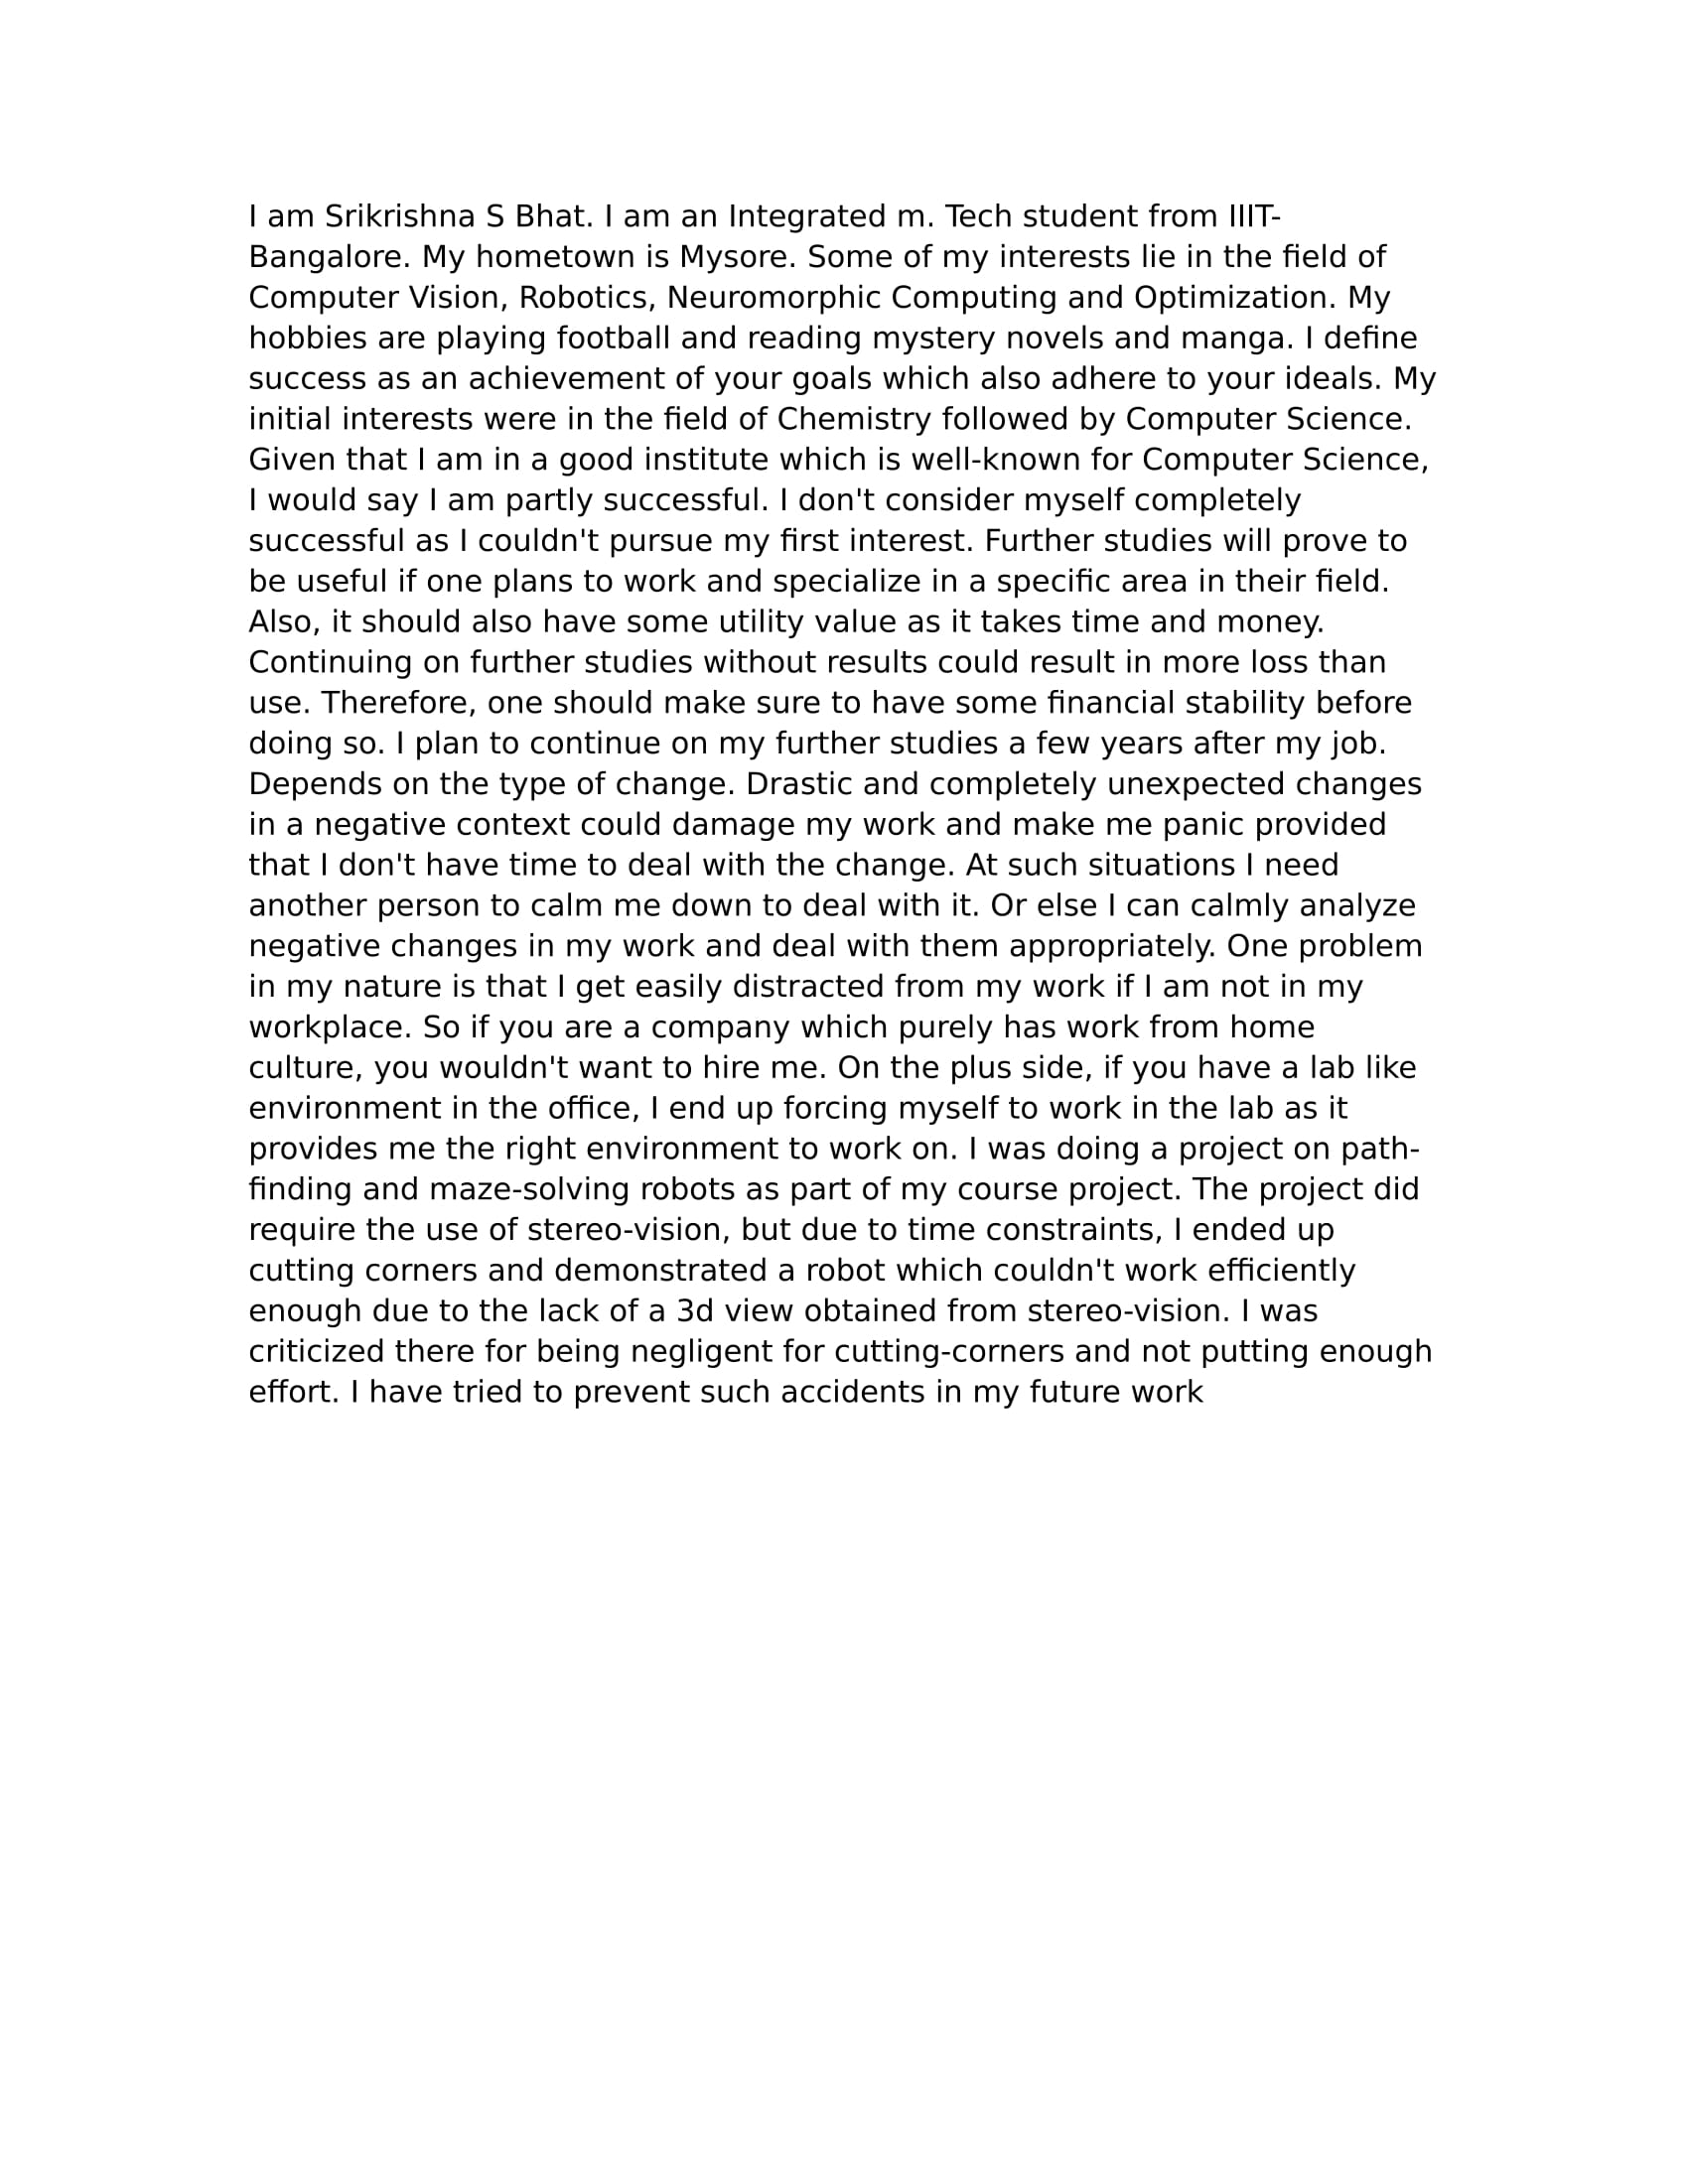 I am Srikrishna S Bhat. I am an Integrated m. Tech student from IIIT-
Bangalore. My hometown is Mysore. Some of my interests lie in the field of
Computer Vision, Robotics, Neuromorphic Computing and Optimization. My
hobbies are playing football and reading mystery novels and manga. I define
success as an achievement of your goals which also adhere to your ideals. My
initial interests were in the field of Chemistry followed by Computer Science.
Given that I am in a good institute which is well-known for Computer Science,
I would say I am partly successful. I don't consider myself completely
successful as I couldn't pursue my first interest. Further studies will prove to
be useful if one plans to work and specialize in a specific area in their field.
Also, it should also have some utility value as it takes time and money.
Continuing on further studies without results could result in more loss than
use. Therefore, one should make sure to have some financial stability before
doing so. I plan to continue on my further studies a few years after my job.
Depends on the type of change. Drastic and completely unexpected changes
in a negative context could damage my work and make me panic provided
that I don't have time to deal with the change. At such situations I need
another person to calm me down to deal with it. Or else I can calmly analyze
negative changes in my work and deal with them appropriately. One problem
in my nature is that I get easily distracted from my work if I am not in my
workplace. So if you are a company which purely has work from home
culture, you wouldn't want to hire me. On the plus side, if you have a lab like
environment in the office, I end up forcing myself to work in the lab as it
provides me the right environment to work on. I was doing a project on path-
finding and maze-solving robots as part of my course project. The project did
require the use of stereo-vision, but due to time constraints, I ended up
cutting corners and demonstrated a robot which couldn't work efficiently
enough due to the lack of a 3d view obtained from stereo-vision. I was
criticized there for being negligent for cutting-corners and not putting enough
effort. I have tried to prevent such accidents in my future work